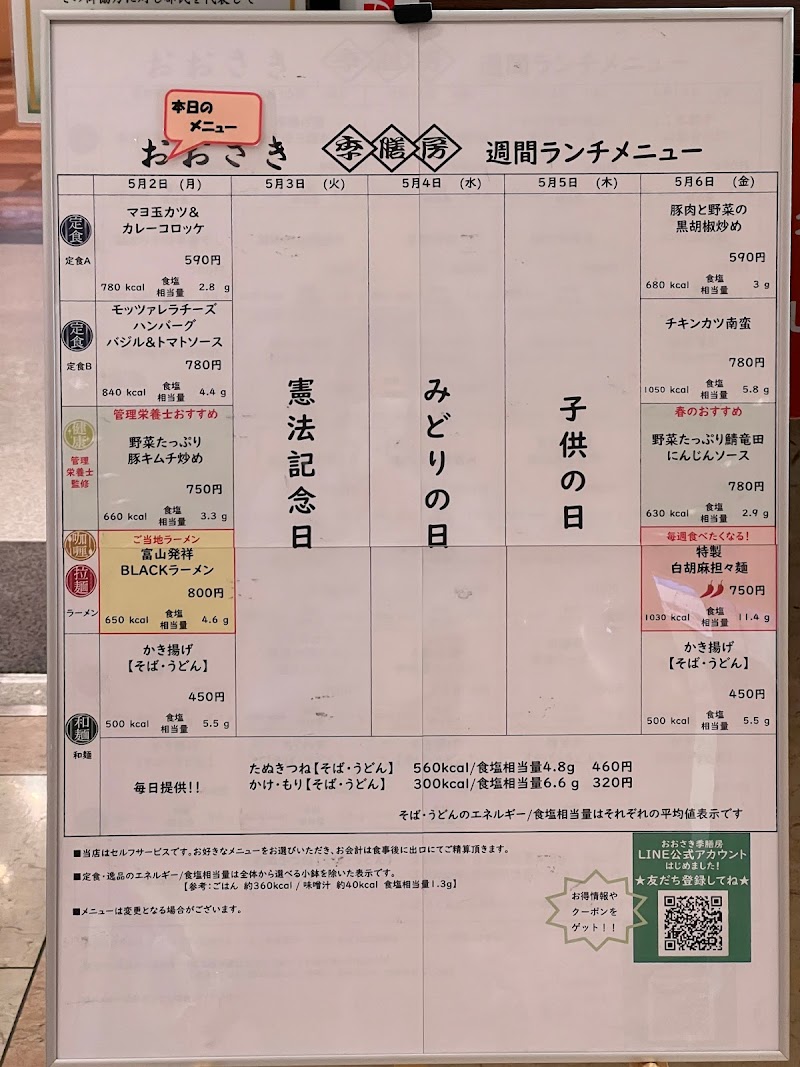 本日の
メニュー
おおさき 季膳房 週間ランチメニュー
5月2日 (月) 5月3日 (火) 5月4日 (水) 5月5日 (木) 5月6日 (金)
定食
定食A
マヨ玉カツ&
カレーコロッケ
590円
780 kcal 食塩相当量 2.8 g
豚肉と野菜の
黒胡椒炒め
590円
680 kcal 食塩相当量 3 g
定食
定食B
モッツァレラチーズ
ハンバーグ
バジル&トマトソース
780円
840 kcal 食塩相当量 4.4 g
チキンカツ南蛮
780円
1050 kcal 食塩相当量 5.8 g
健康
管理
栄養士
監修
管理栄養士おすすめ
野菜たっぷり
豚キムチ炒め
750円
660 kcal 食塩相当量 3.3 g
春のおすすめ
野菜たっぷり鯖竜田
にんじんソース
780円
630 kcal 食塩相当量 2.9 g
憲法記念日
みどりの日
子供の日
咖喱
拉麺
ラーメン
ご当地ラーメン
富山発祥
BLACKラーメン
800円
650 kcal 食塩相当量 4.6 g
毎週食べたくなる!
特製
白胡麻担々麺
750円
1030 kcal 食塩相当量 11.4 g
和麺
和麺
かき揚げ
【そば・うどん】
450円
500 kcal 食塩相当量 5.5 g
かき揚げ
【そば・うどん】
450円
500 kcal 食塩相当量 5.5 g
毎日提供!!
たぬきつね【そば・うどん】 560kcal/食塩相当量4.8g 460円
かけ・もり【そば・うどん】 300kcal/食塩相当量6.6 g 320円
そば・うどんのエネルギー/食塩相当量はそれぞれの平均値表示です
■当店はセルフサービスです。お好きなメニューをお選びいただき、お会計は食事後に出口にてご精算頂きます。
■定食・逸品のエネルギー/食塩相当量は全体から選べる小鉢を除いた表示です。
【参考:ごはん 約360kcal / 味噌汁 約40kcal 食塩相当量1.3g】
■メニューは変更となる場合がございます。
お得情報や
クーポンを
ゲット!!
おおさき季膳房
LINE公式アカウント
はじめました!
★友だち登録してね★